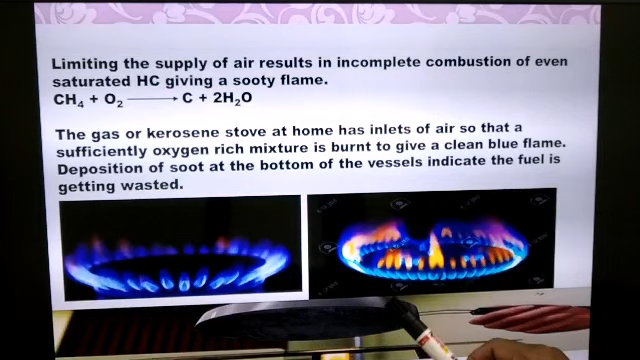 Limiting the supply of air results in incomplete combustion of even
saturated HC giving a sooty flame.
CH₄ + O₂ ⟶ C + 2H₂O
The gas or kerosene stove at home has inlets of air so that a
sufficiently oxygen rich mixture is burnt to give a clean blue flame.
Deposition of soot at the bottom of the vessels indicate the fuel is
getting wasted.